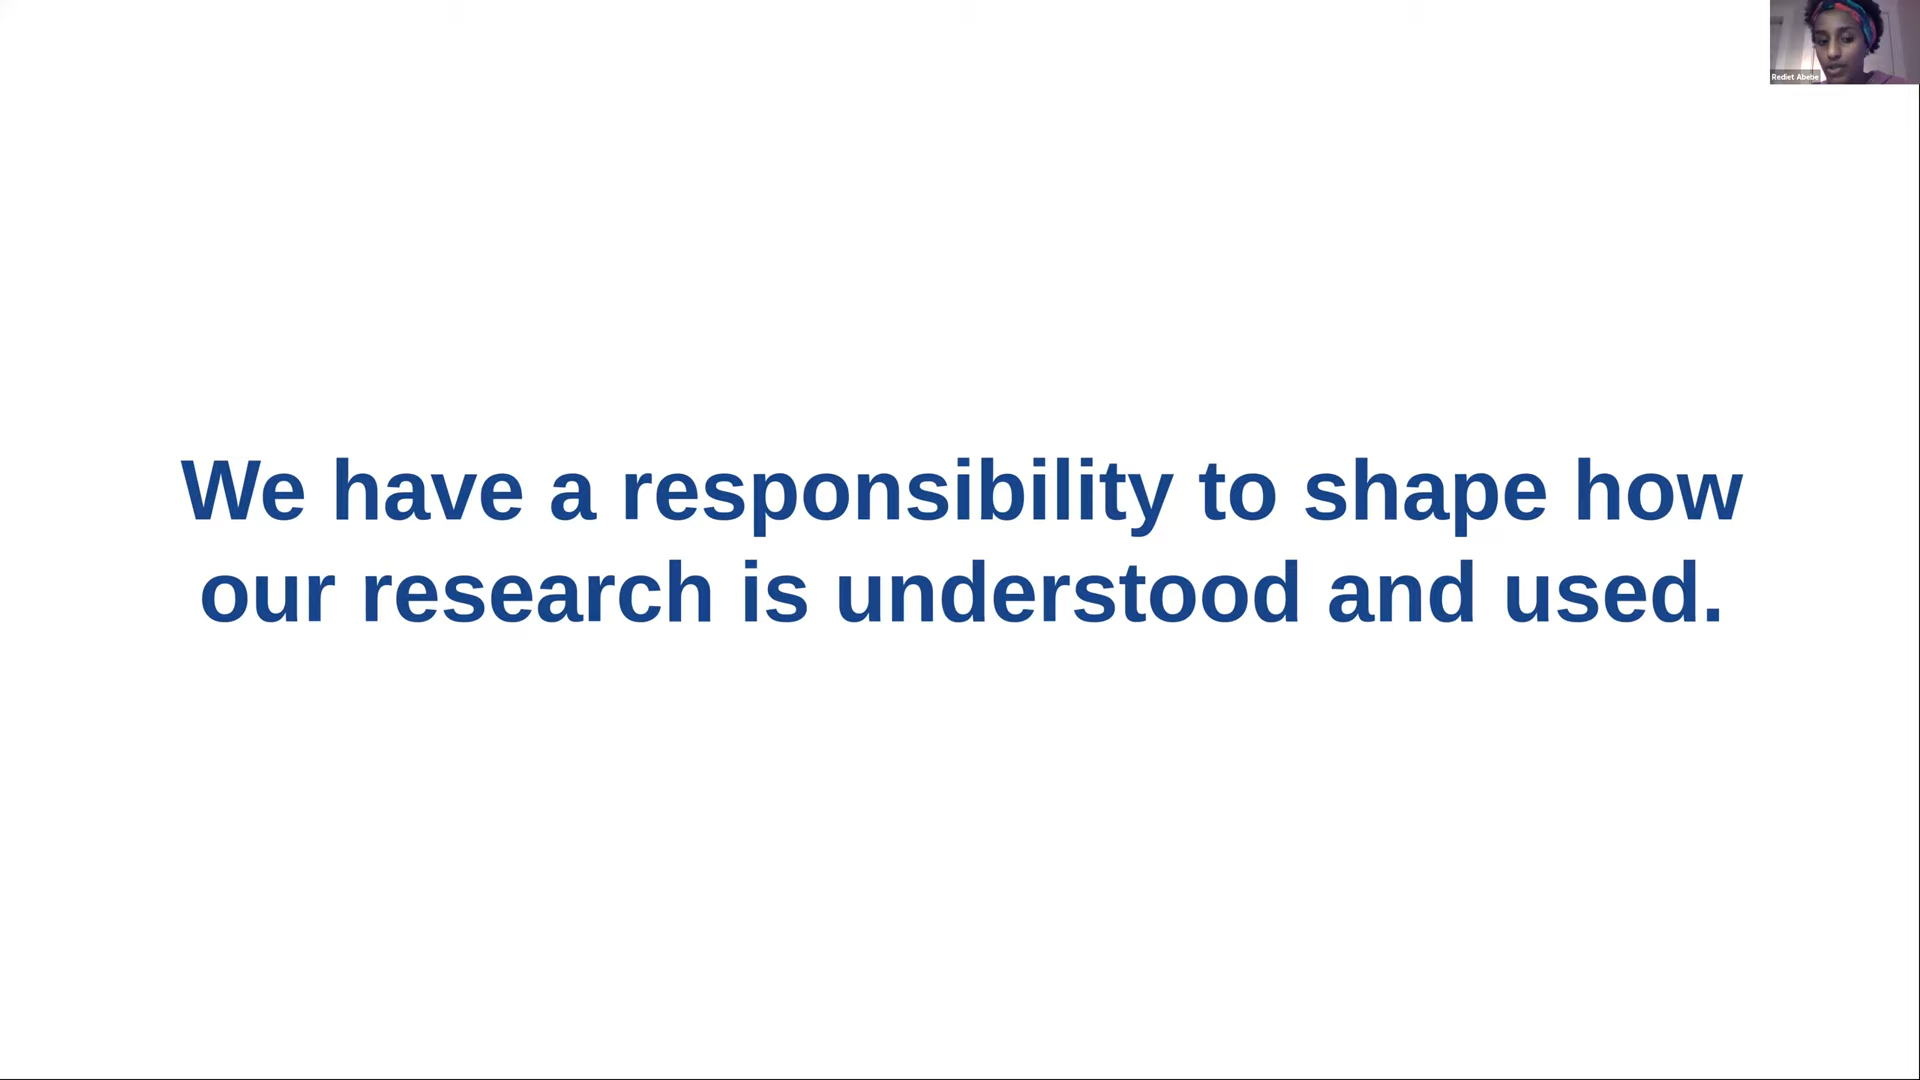 Rediet Abebe
We have a responsibility to shape how
our research is understood and used.